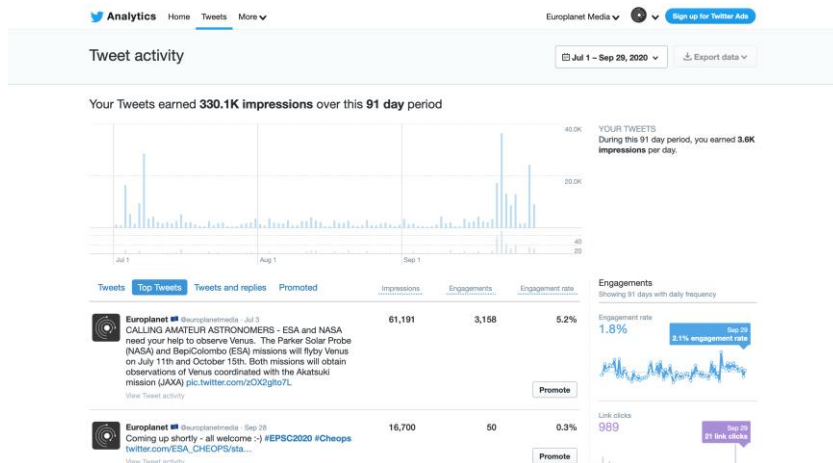 Analytics Home Tweets More Europlanet Media Sign up for Twitter Ads
Tweet activity
Jul 1 – Sep 29, 2020 Export data
Your Tweets earned 330.1K impressions over this 91 day period
40.0K
20.0K
40
20
Jul 1 Aug 1 Sep 1
YOUR TWEETS
During this 91 day period, you earned 3.6K
impressions per day.
Tweets Top Tweets Tweets and replies Promoted Impressions Engagements Engagement rate
Europlanet @europlanetmedia · Jul 3 61,191 3,158 5.2%
CALLING AMATEUR ASTRONOMERS - ESA and NASA
need your help to observe Venus. The Parker Solar Probe
(NASA) and BepiColombo (ESA) missions will flyby Venus
on July 11th and October 15th. Both missions will obtain
observations of Venus coordinated with the Akatsuki
mission (JAXA)
View Tweet activity
Promote
Europlanet @europlanetmedia · Sep 28 16,700 50 0.3%
Coming up shortly - all welcome :-) #EPSC2020 #Cheops
twitter.com/ESA_CHEOPS/sta...
View Tweet activity
Promote
Engagements
Showing 91 days with daily frequency
Engagement rate
1.8%
Sep 29
2.1% engagement rate
Link clicks
989
Sep 29
21 link clicks